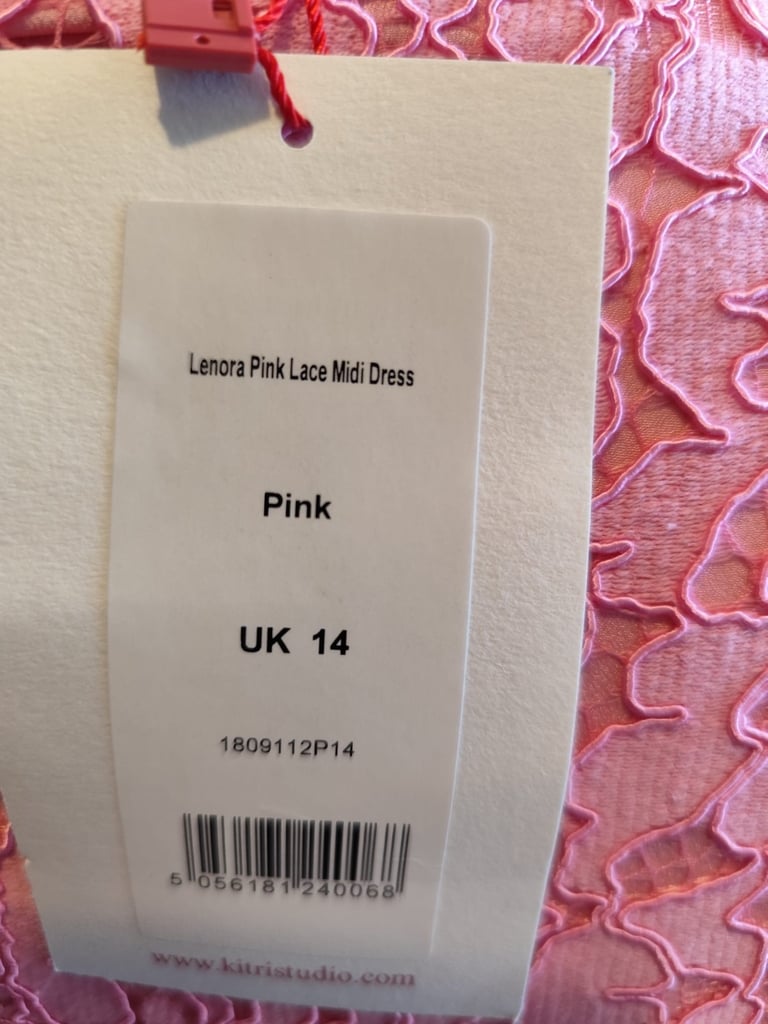 Lenora Pink Lace Midi Dress
Pink
UK 14
1809112P14
5 056181 240068
www.kitristudio.com